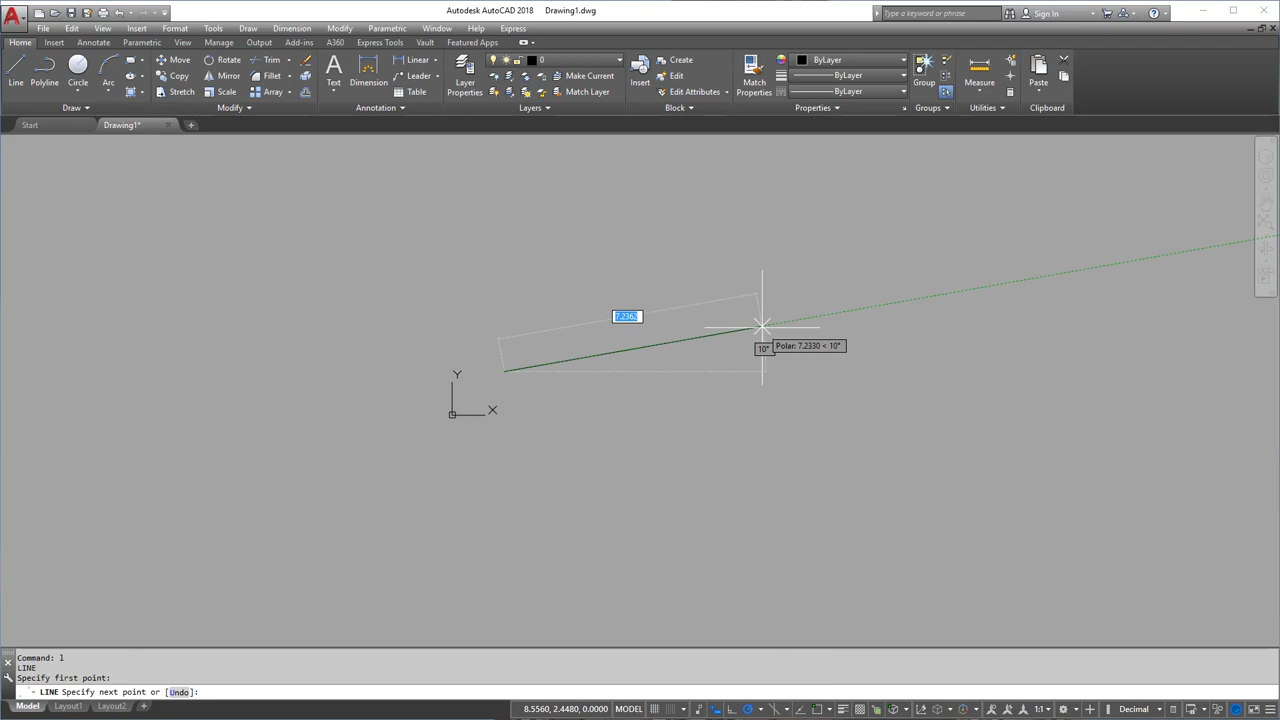 Autodesk AutoCAD 2018 Drawing1.dwg
Type a keyword or phrase
Sign In
File Edit View Insert Format Tools Draw Dimension Modify Parametric Window Help Express
Home Insert Annotate Parametric View Manage Output Add-ins A360 Express Tools Vault Featured Apps
Line
Polyline
Circle
Arc
Move
Rotate
Trim
Copy
Mirror
Fillet
Stretch
Scale
Array
Text
Dimension
Linear
Leader
Table
Layer
Properties
0
Make Current
Match Layer
Insert
Create
Edit
Edit Attributes
Match
Properties
ByLayer
ByLayer
ByLayer
Group
Measure
Paste
Draw
Modify
Annotation
Layers
Block
Properties
Groups
Utilities
Clipboard
Start
Drawing1*
7.2362
10°
Polar: 7.2330 < 10°
Y
X
Command: l
LINE
Specify first point:
LINE Specify next point or [Undo]:
Model Layout1 Layout2
8.5560, 2.4480, 0.0000 MODEL
1:1
Decimal